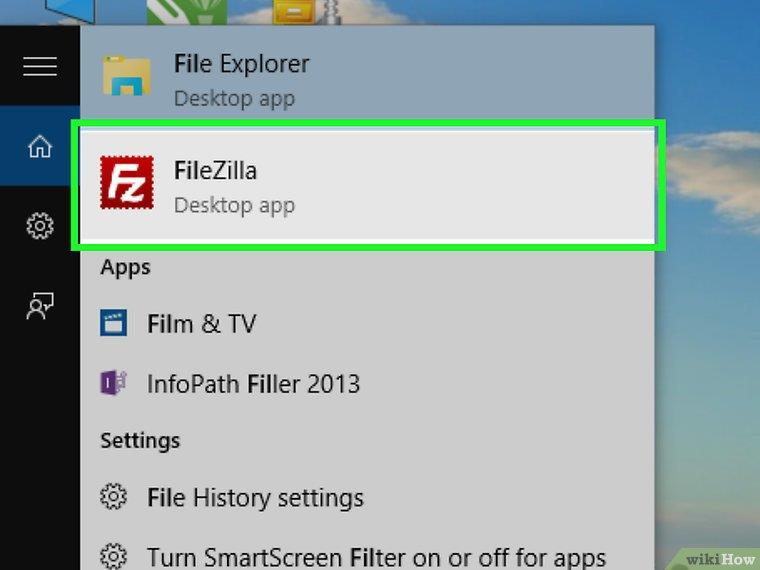 File Explorer
Desktop app
Fz
FileZilla
Desktop app
Apps
Film & TV
InfoPath Filler 2013
Settings
File History settings
Turn SmartScreen Filter on or off for apps
wikiHow